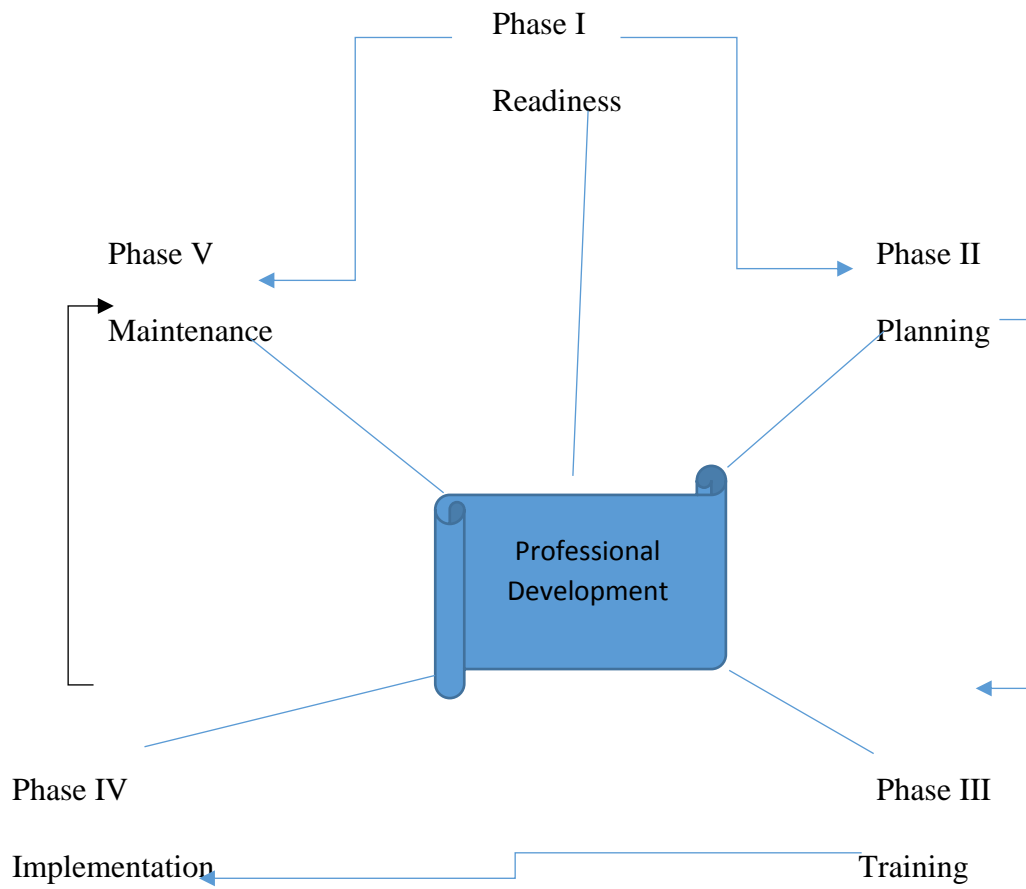 Phase I
Readiness
Phase V
Maintenance
Phase II
Planning
Professional
Development
Phase IV
Implementation
Phase III
Training